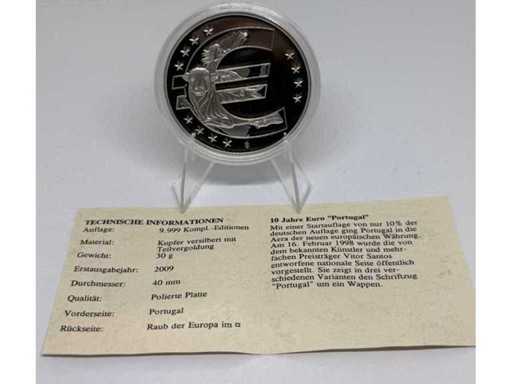 TECHNISCHE INFORMATIONEN
Auflage: 9.999 Kompl.-Editionen
Material: Kupfer versilbert mit
Teilvergoldung
Gewicht: 30 g
Erstausgabejahr: 2009
Durchmesser: 40 mm
Qualität: Polierte Platte
Vorderseite: Portugal
Rückseite: Raub der Europa im ¤
10 Jahre Euro "Portugal"
Mit einer Startauflage von nur 10% der
deutschen Auflage ging Portugal in die
Aera der neuen europäischen Währung.
Am 16. Februar 1998 wurde die von
dem bekannten Künstler und mehr-
fachen Preisträger Vitor Santos
entworfene nationale Seite öffentlich
vorgestellt. Sie zeigt in drei ver-
schiedenen Varianten den Schriftzug
"Portugal" um ein Wappen.